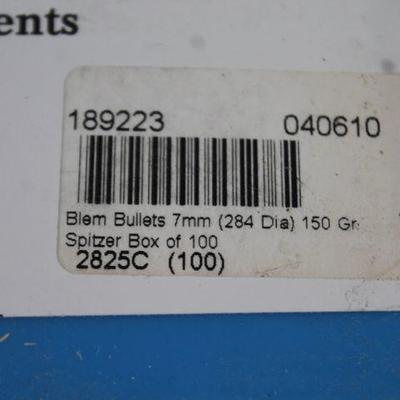 ents
189223 040610
Blem Bullets 7mm (284 Dia) 150 Gr
Spitzer Box of 100
2825C (100)